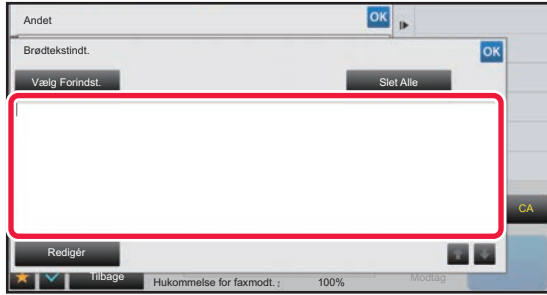 Andet OK
Brødtekstindt. OK
Vælg Forindst. Slet Alle
CA
Redigér
Tilbage Modtag
Hukommelse for faxmodt. : 100%